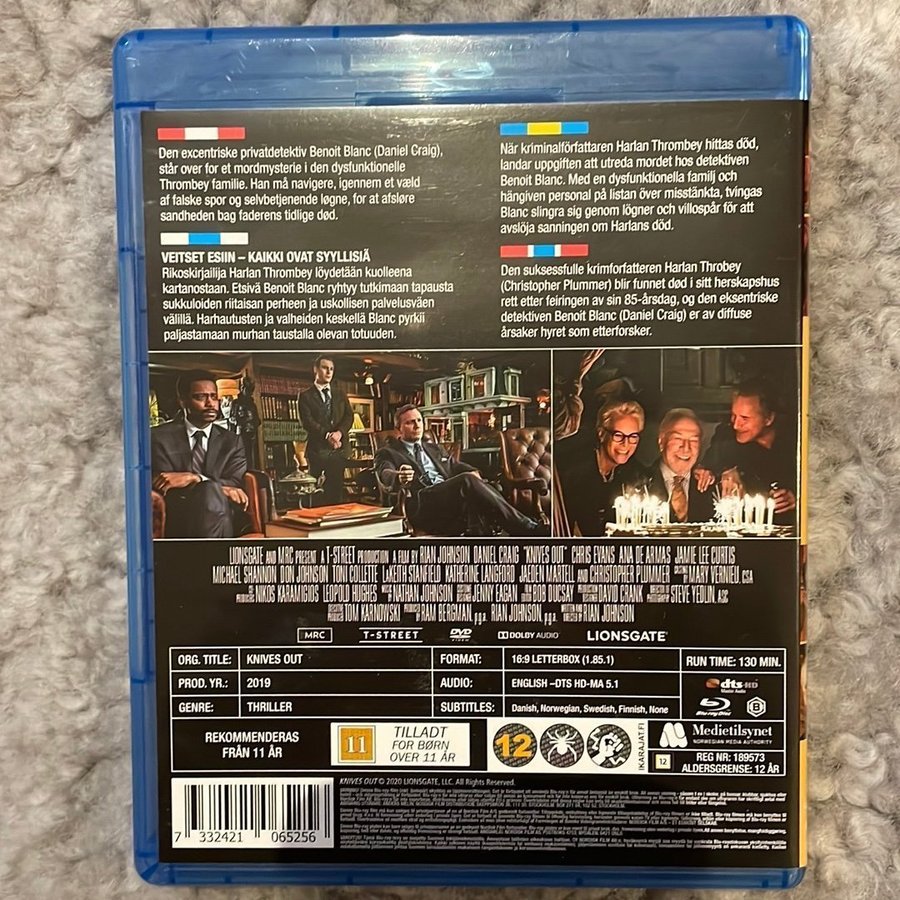 Den excentriske privatdetektiv Benoit Blanc (Daniel Craig),
står over for et mordmysterie i den dysfunktionelle
Thrombey familie. Han må navigere, igennem et væld
af falske spor og selvbetjenende løgne, for at afsløre
sandheden bag faderens tidlige død.
VEITSET ESIIN – KAIKKI OVAT SYYLLISIÄ
Rikoskirjailija Harlan Thrombey löydetään kuolleena
kartanostaan. Etsivä Benoit Blanc ryhtyy tutkimaan tapausta
sukkuloiden riitaisan perheen ja uskollisen palvelusväen
välillä. Harhautusten ja valheiden keskellä Blanc pyrkii
paljastamaan murhan taustalla olevan totuuden.
När kriminalförfattaren Harlan Thrombey hittas död,
landar uppgiften att utreda mordet hos detektiven
Benoit Blanc. Med en dysfunktionella familj och
hängiven personal på listan över misstänkta, tvingas
Blanc slingra sig genom lögner och villospår för att
avslöja sanningen om Harlans död.
Den suksessfulle krimforfatteren Harlan Throbey
(Christopher Plummer) blir funnet død i sitt herskapshus
rett etter feiringen av sin 85-årsdag, og den eksentriske
detektiven Benoit Blanc (Daniel Craig) er av diffuse
årsaker hyret som etterforsker.
LIONSGATE AND MRC PRESENT A T-STREET PRODUCTION A FILM BY RIAN JOHNSON DANIEL CRAIG "KNIVES OUT" CHRIS EVANS ANA DE ARMAS JAMIE LEE CURTIS
MICHAEL SHANNON DON JOHNSON TONI COLLETTE LAKEITH STANFIELD KATHERINE LANGFORD JAEDEN MARTELL AND CHRISTOPHER PLUMMER MARY VERNIEU, CSA
NIKOS KARAMIGIOS LEOPOLD HUGHES NATHAN JOHNSON JENNY EAGAN BOB DUCSAY DAVID CRANK STEVE YEDLIN, ASC
TOM KARNOWSKI RAM BERGMAN, p.g.a. RIAN JOHNSON, p.g.a. RIAN JOHNSON
MRC T-STREET DVD VIDEO DOLBY AUDIO LIONSGATE
ORG. TITLE: KNIVES OUT FORMAT: 16:9 LETTERBOX (1.85.1) RUN TIME: 130 MIN.
PROD. YR.: 2019 AUDIO: ENGLISH –DTS HD-MA 5.1
dts-HD
Master Audio
GENRE: THRILLER SUBTITLES: Danish, Norwegian, Swedish, Finnish, None
Blu-ray Disc B
REKOMMENDERAS
FRÅN 11 ÅR
11
TILLADT
FOR BØRN
OVER 11 ÅR
12
IKARAJAT.FI
Medietilsynet
NORWEGIAN MEDIA AUTHORITY
12
REG NR: 189573
ALDERSGRENSE: 12 ÅR
KNIVES OUT © 2020 LIONSGATE, LLC. All Rights Reserved.
7 332421 065256